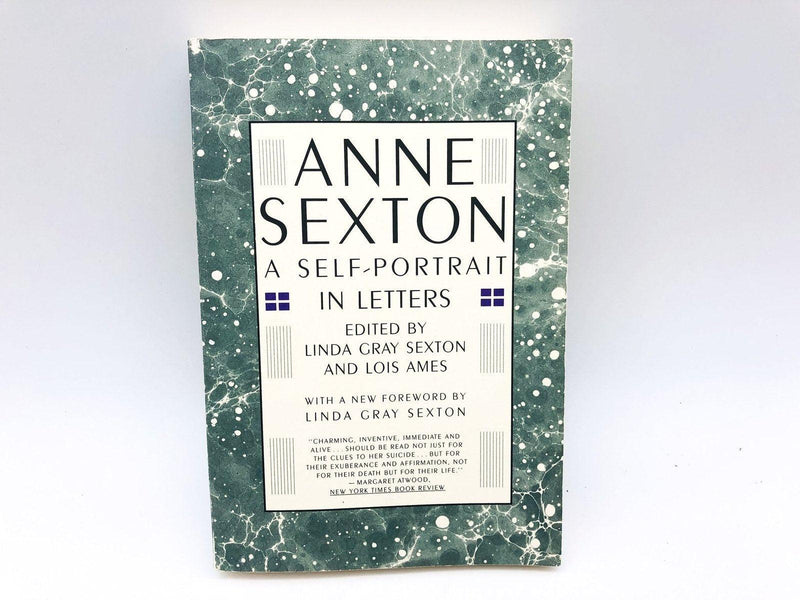 ANNE
SEXTON
A SELF-PORTRAIT
IN LETTERS
EDITED BY
LINDA GRAY SEXTON
AND LOIS AMES
WITH A NEW FOREWORD BY
LINDA GRAY SEXTON
"CHARMING, INVENTIVE, IMMEDIATE AND
ALIVE...SHOULD BE READ NOT JUST FOR
THE CLUES TO HER SUICIDE...BUT FOR
THEIR EXUBERANCE AND AFFIRMATION, NOT
FOR THEIR DEATH BUT FOR THEIR LIFE."
—MARGARET ATWOOD,
NEW YORK TIMES BOOK REVIEW